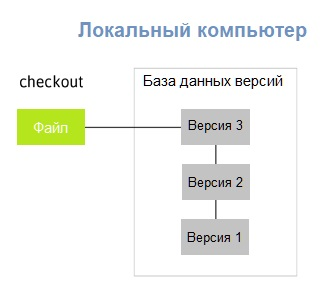 Локальный компьютер
checkout
База данных версий
Файл
Версия 3
Версия 2
Версия 1